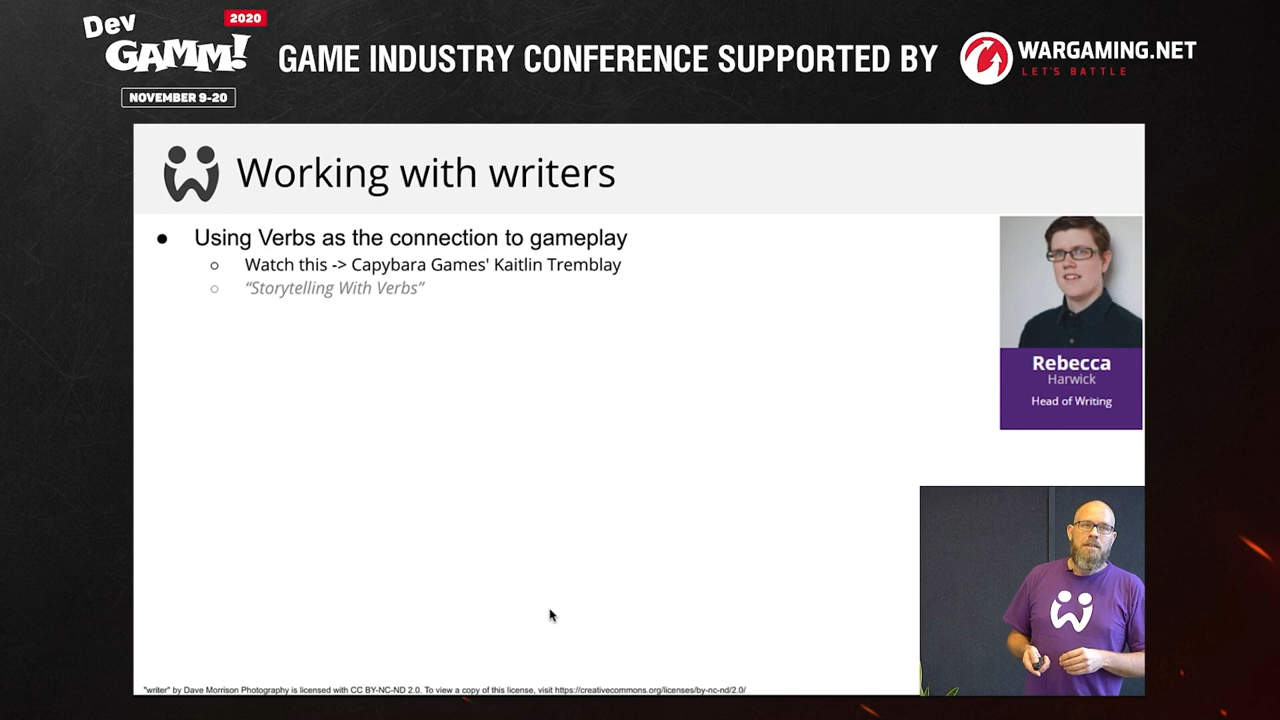 Dev
GAMM!
2020
NOVEMBER 9-20
GAME INDUSTRY CONFERENCE SUPPORTED BY
WARGAMING.NET
LET'S BATTLE
Working with writers
● Using Verbs as the connection to gameplay
○ Watch this -> Capybara Games' Kaitlin Tremblay
○ “Storytelling With Verbs”
Rebecca
Harwick
Head of Writing
"writer" by Dave Morrison Photography is licensed with CC BY-NC-ND 2.0. To view a copy of this license, visit https://creativecommons.org/licenses/by-nc-nd/2.0/